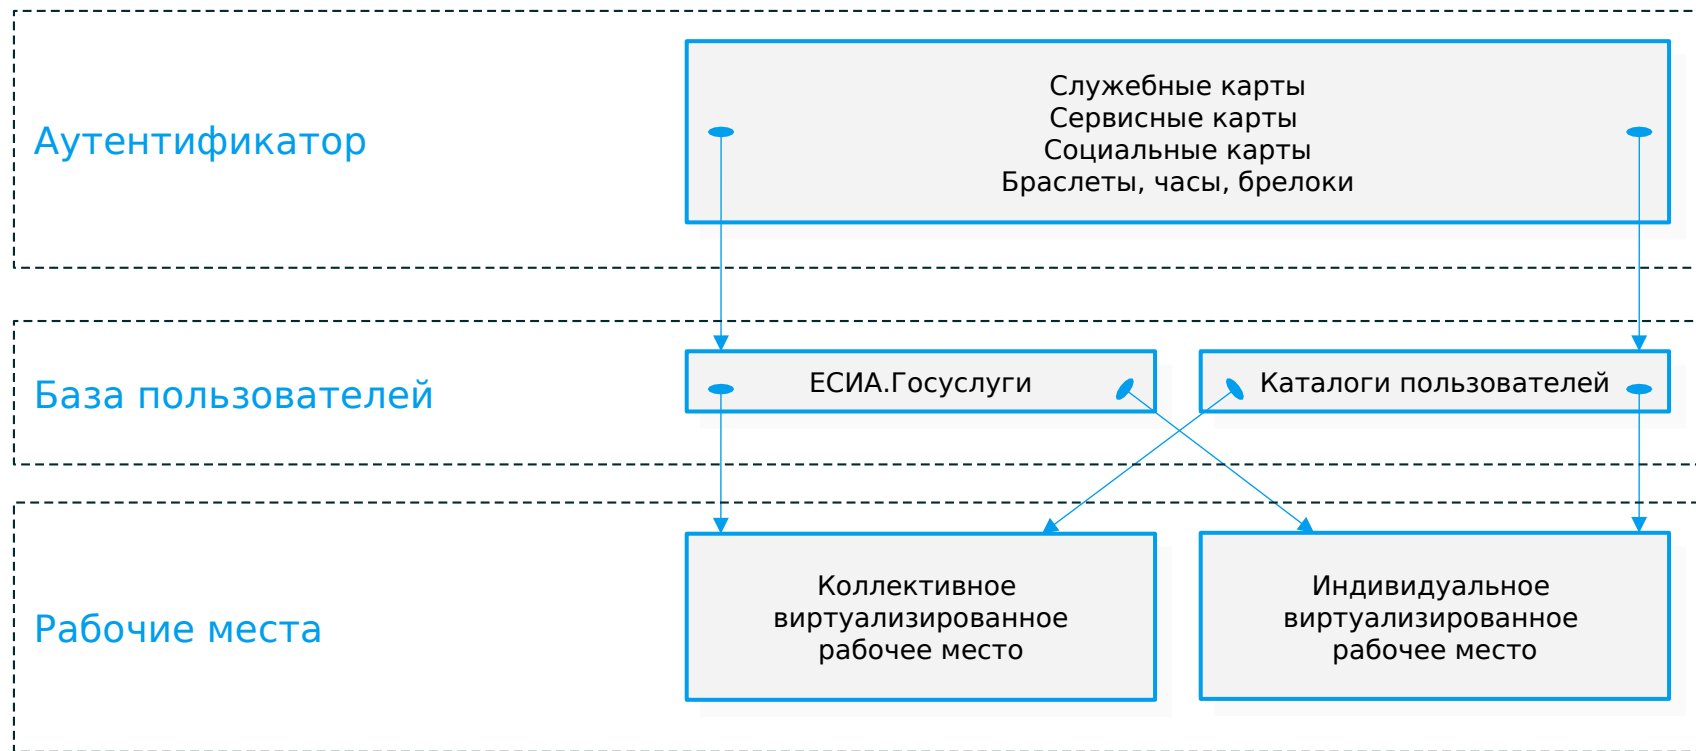 Аутентификатор
Служебные карты
Сервисные карты
Социальные карты
Браслеты, часы, брелоки
База пользователей
ЕСИА.Госуслуги
Каталоги пользователей
Рабочие места
Коллективное
виртуализированное
рабочее место
Индивидуальное
виртуализированное
рабочее место